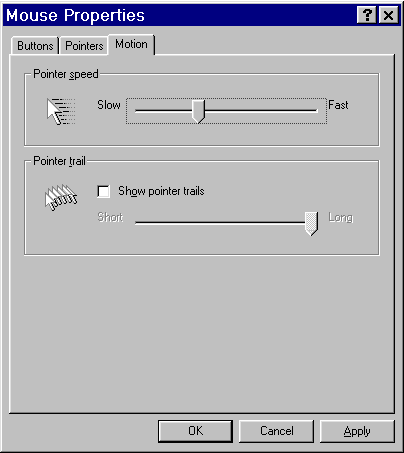 Mouse Properties
Buttons Pointers Motion
Pointer speed
Slow Fast
Pointer trail
Show pointer trails
Short Long
OK Cancel Apply